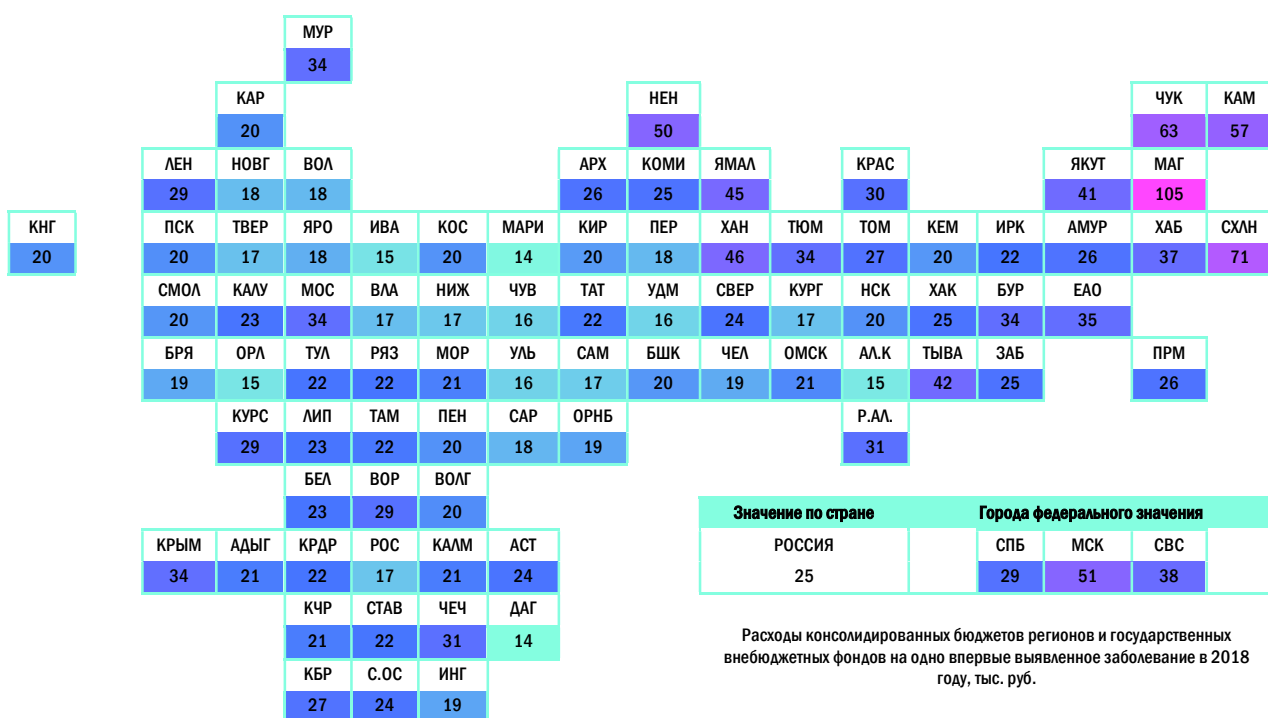 МУР
34
КАР НЕН ЧУК КАМ
20 50 63 57
ЛЕН НОВГ ВОЛ АРХ КОМИ ЯМАЛ КРАС ЯКУТ МАГ
29 18 18 26 25 45 30 41 105
КНГ ПСК ТВЕР ЯРО ИВА КОС МАРИ КИР ПЕР ХАН ТЮМ ТОМ КЕМ ИРК АМУР ХАБ СХЛН
20 20 17 18 15 20 14 20 18 46 34 27 20 22 26 37 71
СМОЛ КАЛУ МОС ВЛА НИЖ ЧУВ ТАТ УДМ СВЕР КУРГ НСК ХАК БУР ЕАО
20 23 34 17 17 16 22 16 24 17 20 25 34 35
БРЯ ОРЛ ТУЛ РЯЗ МОР УЛЬ САМ БШК ЧЕЛ ОМСК АЛ.К ТЫВА ЗАБ ПРМ
19 15 22 22 21 16 17 20 19 21 15 42 25 26
КУРС ЛИП ТАМ ПЕН САР ОРНБ Р.АЛ.
29 23 22 20 18 19 31
БЕЛ ВОР ВОЛГ
23 29 20
Значение по стране Города федерального значения
КРЫМ АДЫГ КРДР РОС КАЛМ АСТ РОССИЯ СПБ МСК СВС
34 21 22 17 21 24 25 29 51 38
КЧР СТАВ ЧЕЧ ДАГ
21 22 31 14
КБР С.ОС ИНГ
27 24 19
Расходы консолидированных бюджетов регионов и государственных
внебюджетных фондов на одно впервые выявленное заболевание в 2018
году, тыс. руб.